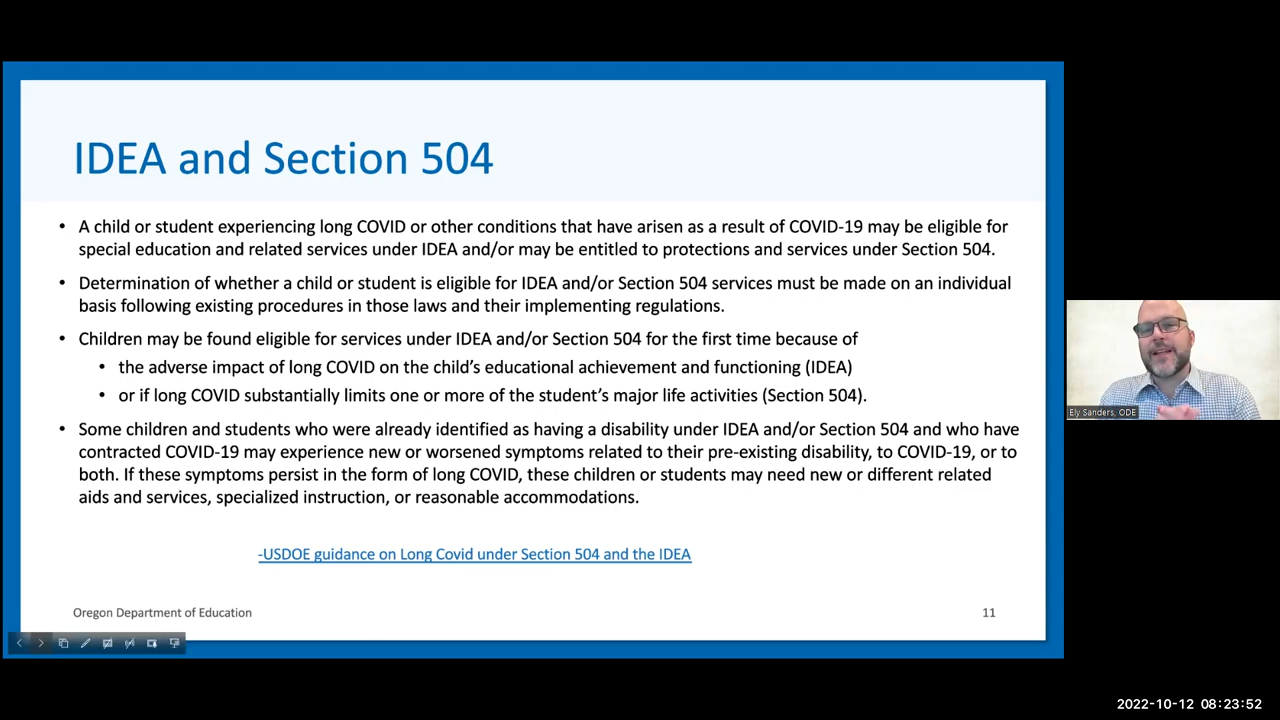 IDEA and Section 504
• A child or student experiencing long COVID or other conditions that have arisen as a result of COVID-19 may be eligible for
special education and related services under IDEA and/or may be entitled to protections and services under Section 504.
• Determination of whether a child or student is eligible for IDEA and/or Section 504 services must be made on an individual
basis following existing procedures in those laws and their implementing regulations.
• Children may be found eligible for services under IDEA and/or Section 504 for the first time because of
• the adverse impact of long COVID on the child's educational achievement and functioning (IDEA)
• or if long COVID substantially limits one or more of the student's major life activities (Section 504).
• Some children and students who were already identified as having a disability under IDEA and/or Section 504 and who have
contracted COVID-19 may experience new or worsened symptoms related to their pre-existing disability, to COVID-19, or to
both. If these symptoms persist in the form of long COVID, these children or students may need new or different related
aids and services, specialized instruction, or reasonable accommodations.
-USDOE guidance on Long Covid under Section 504 and the IDEA
Oregon Department of Education 11
Ely Sanders, ODE
2022-10-12 08:23:52